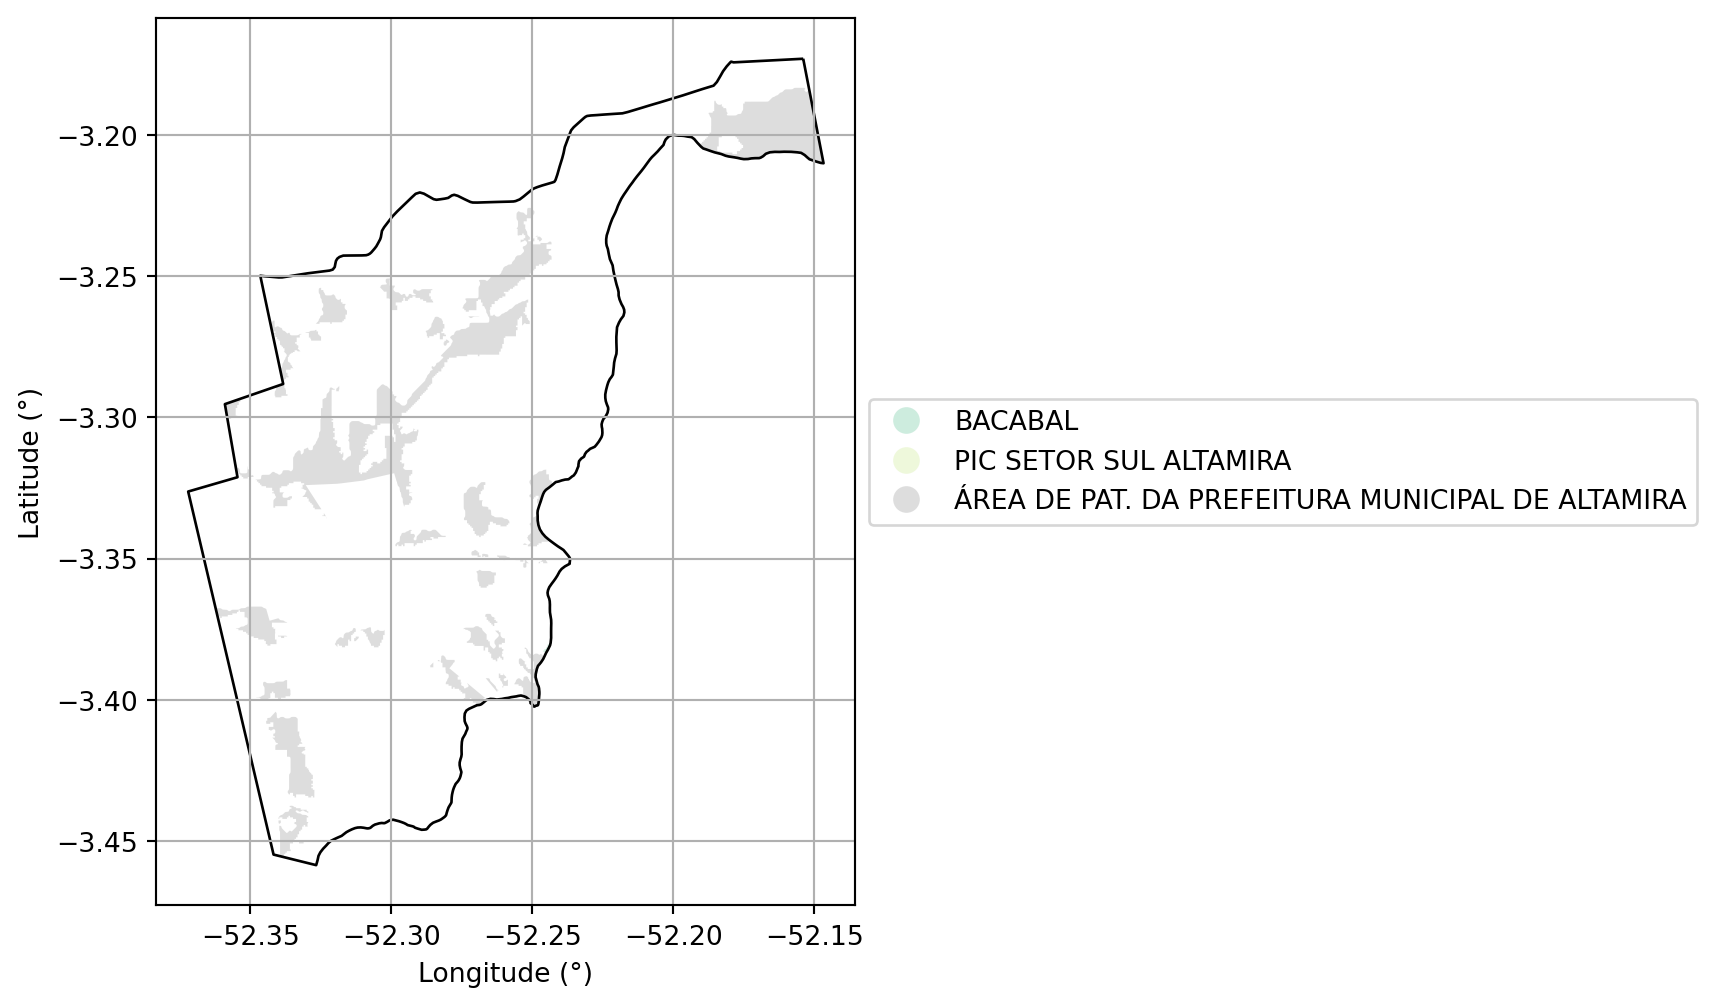 −3.20
−3.25
−3.30
−3.35
−3.40
−3.45
Latitude (°)
−52.35 −52.30 −52.25 −52.20 −52.15
Longitude (°)
BACABAL
PIC SETOR SUL ALTAMIRA
ÁREA DE PAT. DA PREFEITURA MUNICIPAL DE ALTAMIRA